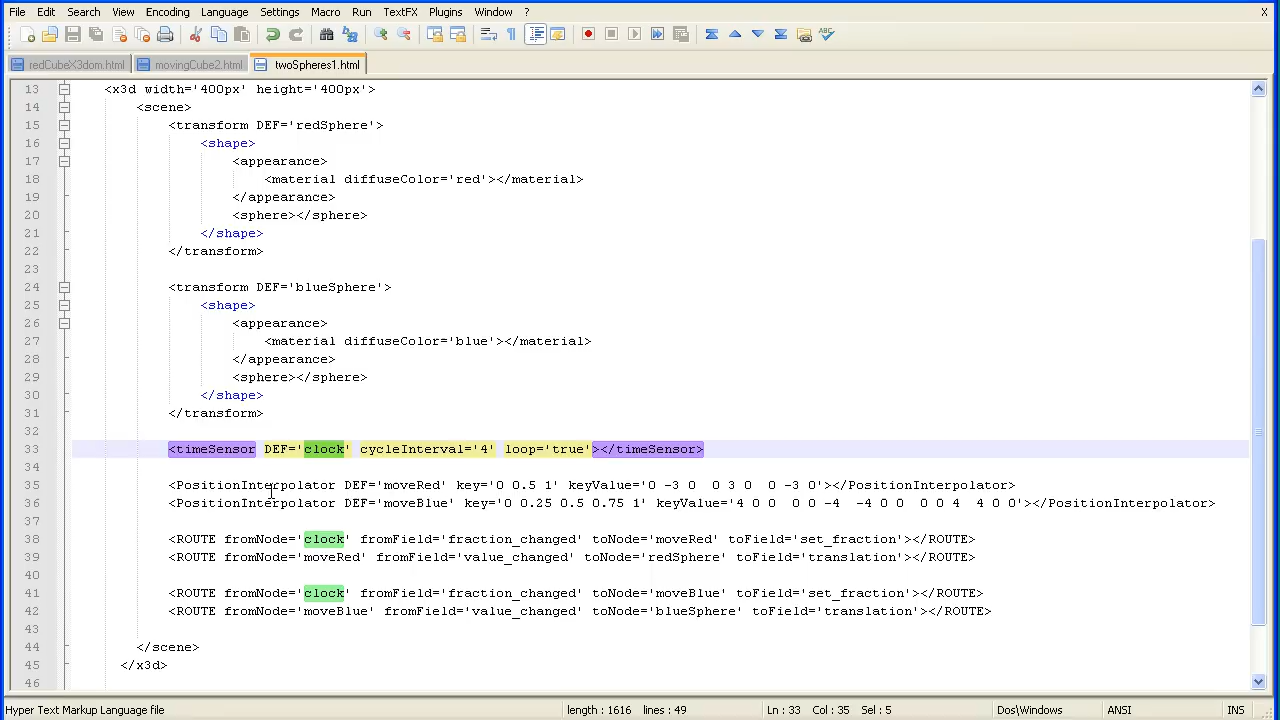 File Edit Search View Encoding Language Settings Macro Run TextFX Plugins Window ? X
redCubeX3dom.html movingCube2.html twoSpheres1.html
13 <x3d width='400px' height='400px'>
14 <scene>
15 <transform DEF='redSphere'>
16 <shape>
17 <appearance>
18 <material diffuseColor='red'></material>
19 </appearance>
20 <sphere></sphere>
21 </shape>
22 </transform>
23
24 <transform DEF='blueSphere'>
25 <shape>
26 <appearance>
27 <material diffuseColor='blue'></material>
28 </appearance>
29 <sphere></sphere>
30 </shape>
31 </transform>
32
33 <timeSensor DEF='clock' cycleInterval='4' loop='true'></timeSensor>
34
35 <PositionInterpolator DEF='moveRed' key='0 0.5 1' keyValue='0 -3 0  0 3 0  0 -3 0'></PositionInterpolator>
36 <PositionInterpolator DEF='moveBlue' key='0 0.25 0.5 0.75 1' keyValue='4 0 0  0 0 -4  -4 0 0  0 0 4  4 0 0'></PositionInterpolator>
37
38 <ROUTE fromNode='clock' fromField='fraction_changed' toNode='moveRed' toField='set_fraction'></ROUTE>
39 <ROUTE fromNode='moveRed' fromField='value_changed' toNode='redSphere' toField='translation'></ROUTE>
40
41 <ROUTE fromNode='clock' fromField='fraction_changed' toNode='moveBlue' toField='set_fraction'></ROUTE>
42 <ROUTE fromNode='moveBlue' fromField='value_changed' toNode='blueSphere' toField='translation'></ROUTE>
43
44 </scene>
45 </x3d>
46
Hyper Text Markup Language file length : 1616 lines : 49 Ln : 33 Col : 35 Sel : 5 Dos\Windows ANSI INS